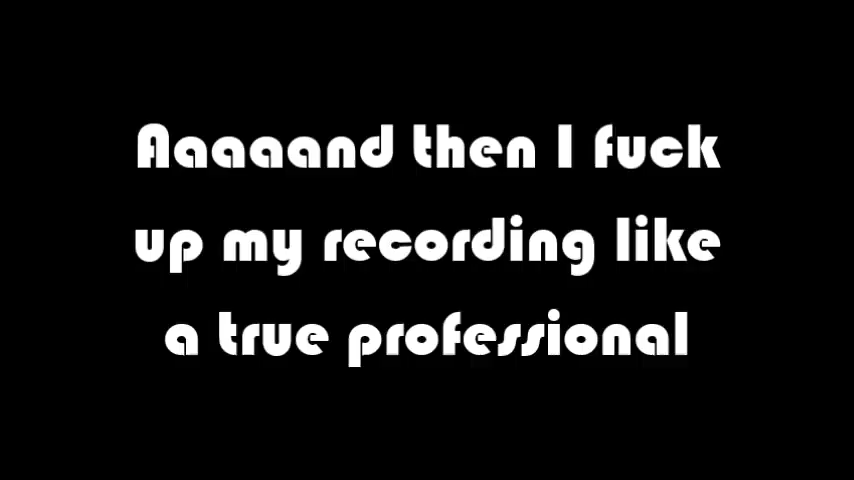 Aaaaand then I fuck
up my recording like
a true professional